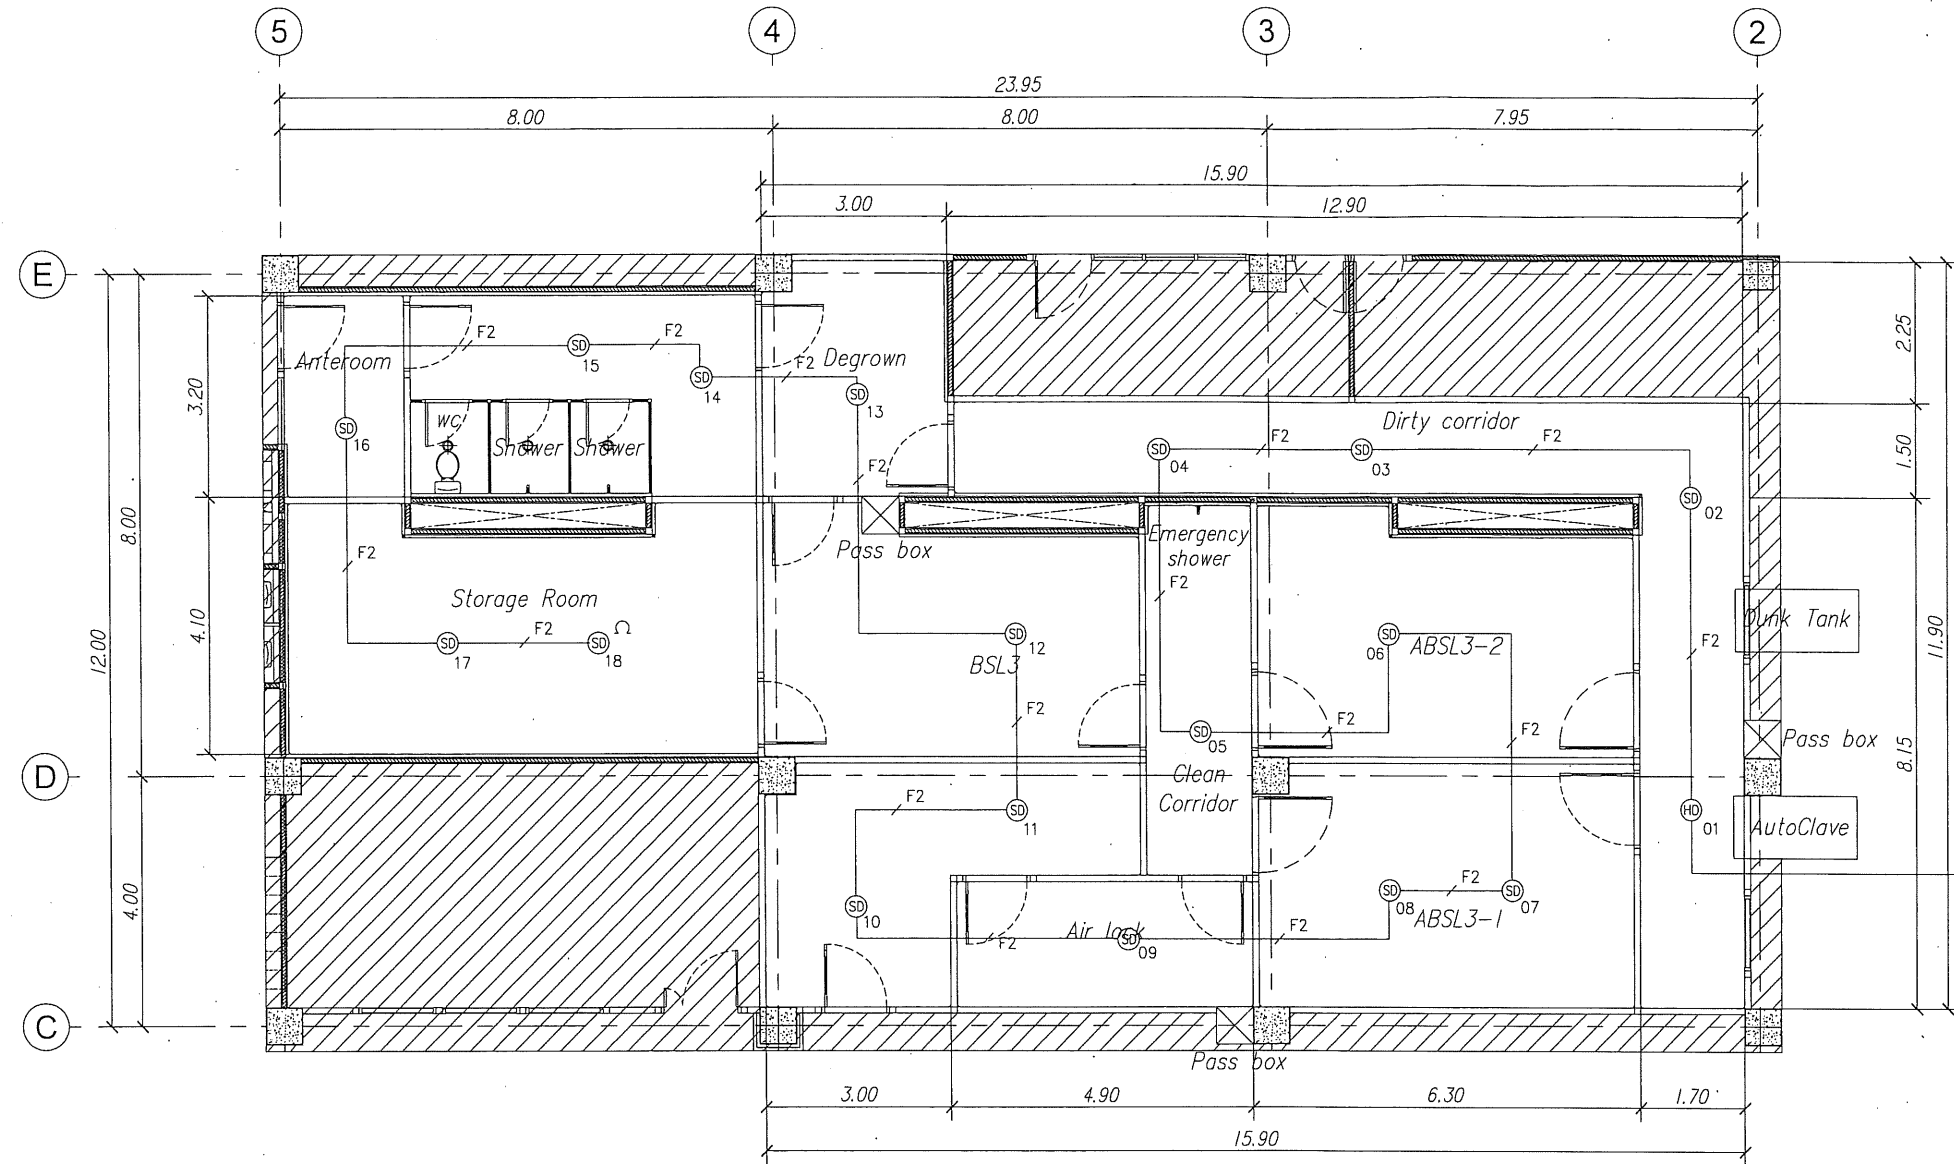 5
4
3
2
23.95
8.00
8.00
7.95
15.90
3.00
12.90
E
D
C
12.00
8.00
4.00
3.20
4.10
2.25
1.50
8.15
11.90
Anteroom
F2
SD
15
F2
SD
14
F2
Degrown
SD
13
SD
16
WC
Shower
Shower
F2
Dirty corridor
SD
04
F2
SD
03
F2
SD
02
Pass box
Emergency
shower
F2
F2
Storage Room
SD
17
F2
SD
18
Ω
SD
12
BSL3
F2
SD
06
ABSL3-2
F2
Dunk Tank
SD
05
F2
F2
Pass box
Clean
Corridor
F2
SD
11
HD
01
AutoClave
SD
10
F2
Air lock
SD
09
F2
SD
08
F2
SD
07
ABSL3-1
Pass box
3.00
4.90
6.30
1.70
15.90